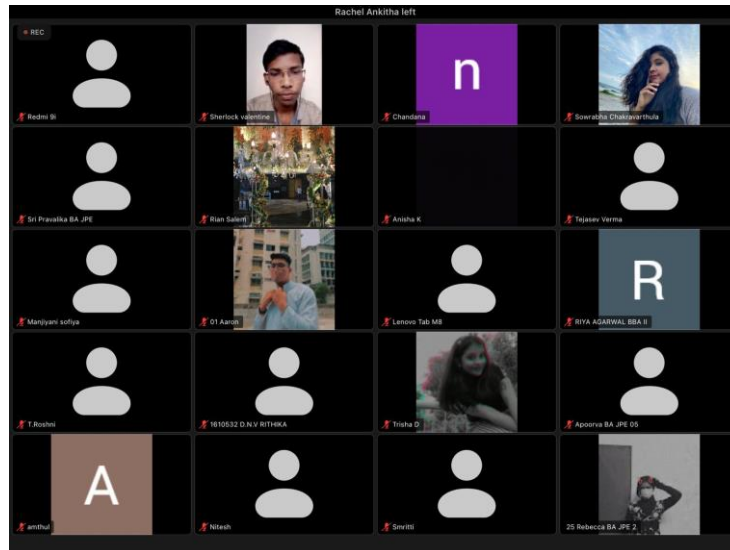 Rachel Ankitha left
REC
Redmi 9i
Sherlock valentine
n
Chandana
Sowrabha Chakravarthula
Sri Pravalika BA JPE
Rian Salem
Anisha K
Tejasev Verma
Manjiyani sofiya
01 Aaron
Lenovo Tab M8
R
RIYA AGARWAL BBA II
T.Roshni
1610532 D.N.V RITHIKA
Trisha D
Apoorva BA JPE 05
A
amthul
Nitesh
Smritti
25 Rebecca BA JPE 2